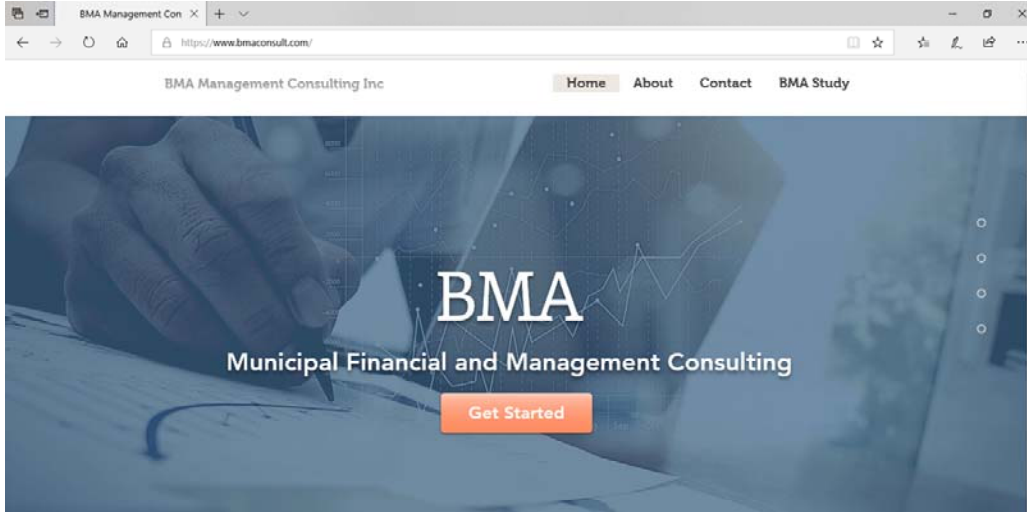 BMA Management Con
https://www.bmaconsult.com/
BMA Management Consulting Inc
Home About Contact BMA Study
BMA
Municipal Financial and Management Consulting
Get Started